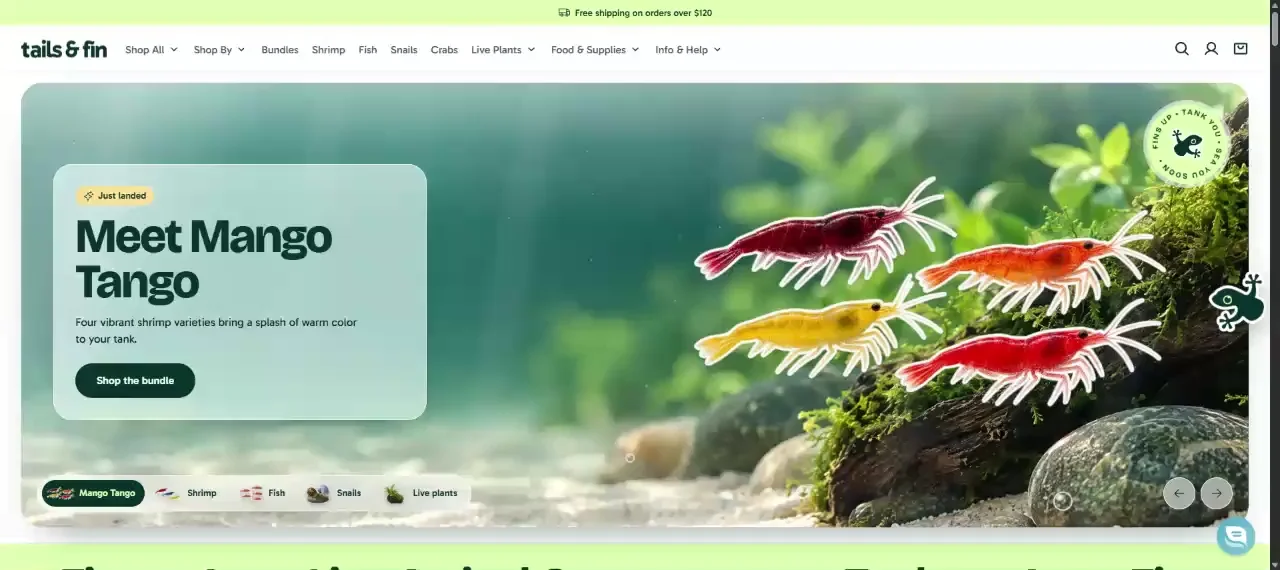 Free shipping on orders over $120
tails & fin
Shop All
Shop By
Bundles
Shrimp
Fish
Snails
Crabs
Live Plants
Food & Supplies
Info & Help
FINS UP • TANK YOU • SEA YOU SOON •
Just landed
Meet Mango
Tango
Four vibrant shrimp varieties bring a splash of warm color
to your tank.
Shop the bundle
Mango Tango
Shrimp
Fish
Snails
Live plants